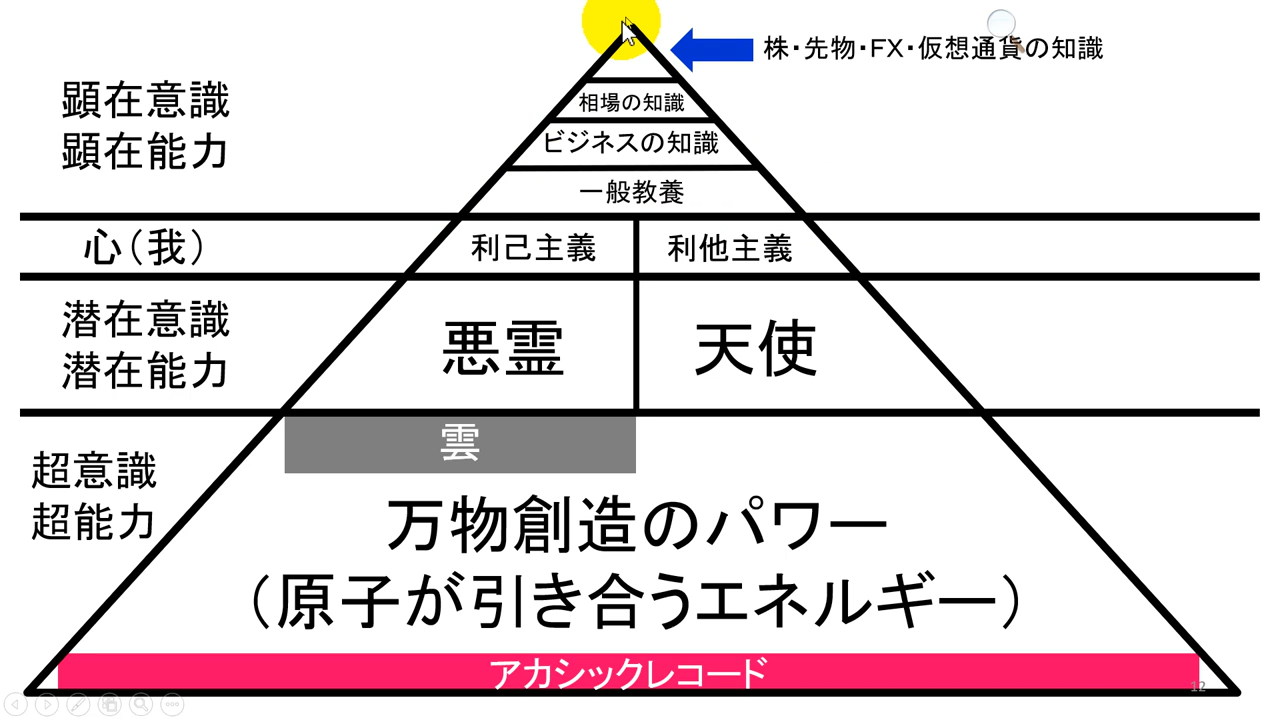 株・先物・FX・仮想通貨の知識
顕在意識
顕在能力
相場の知識
ビジネスの知識
一般教養
心（我）
利己主義
利他主義
潜在意識
潜在能力
悪霊
天使
雲
超意識
超能力
万物創造のパワー
（原子が引き合うエネルギー）
アカシックレコード
12